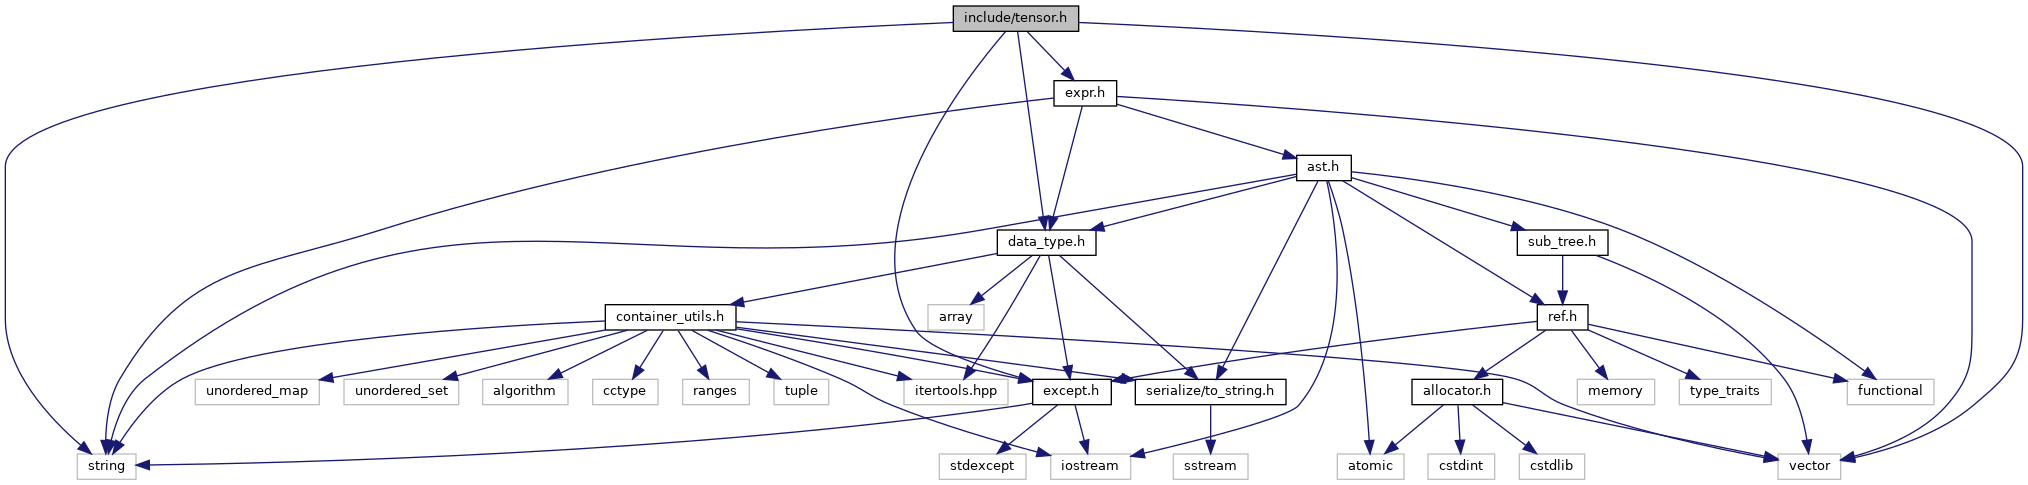 include/tensor.h
expr.h
ast.h
data_type.h
sub_tree.h
container_utils.h
array
ref.h
unordered_map
unordered_set
algorithm
cctype
ranges
tuple
itertools.hpp
except.h
serialize/to_string.h
allocator.h
memory
type_traits
functional
string
stdexcept
iostream
sstream
atomic
cstdint
cstdlib
vector